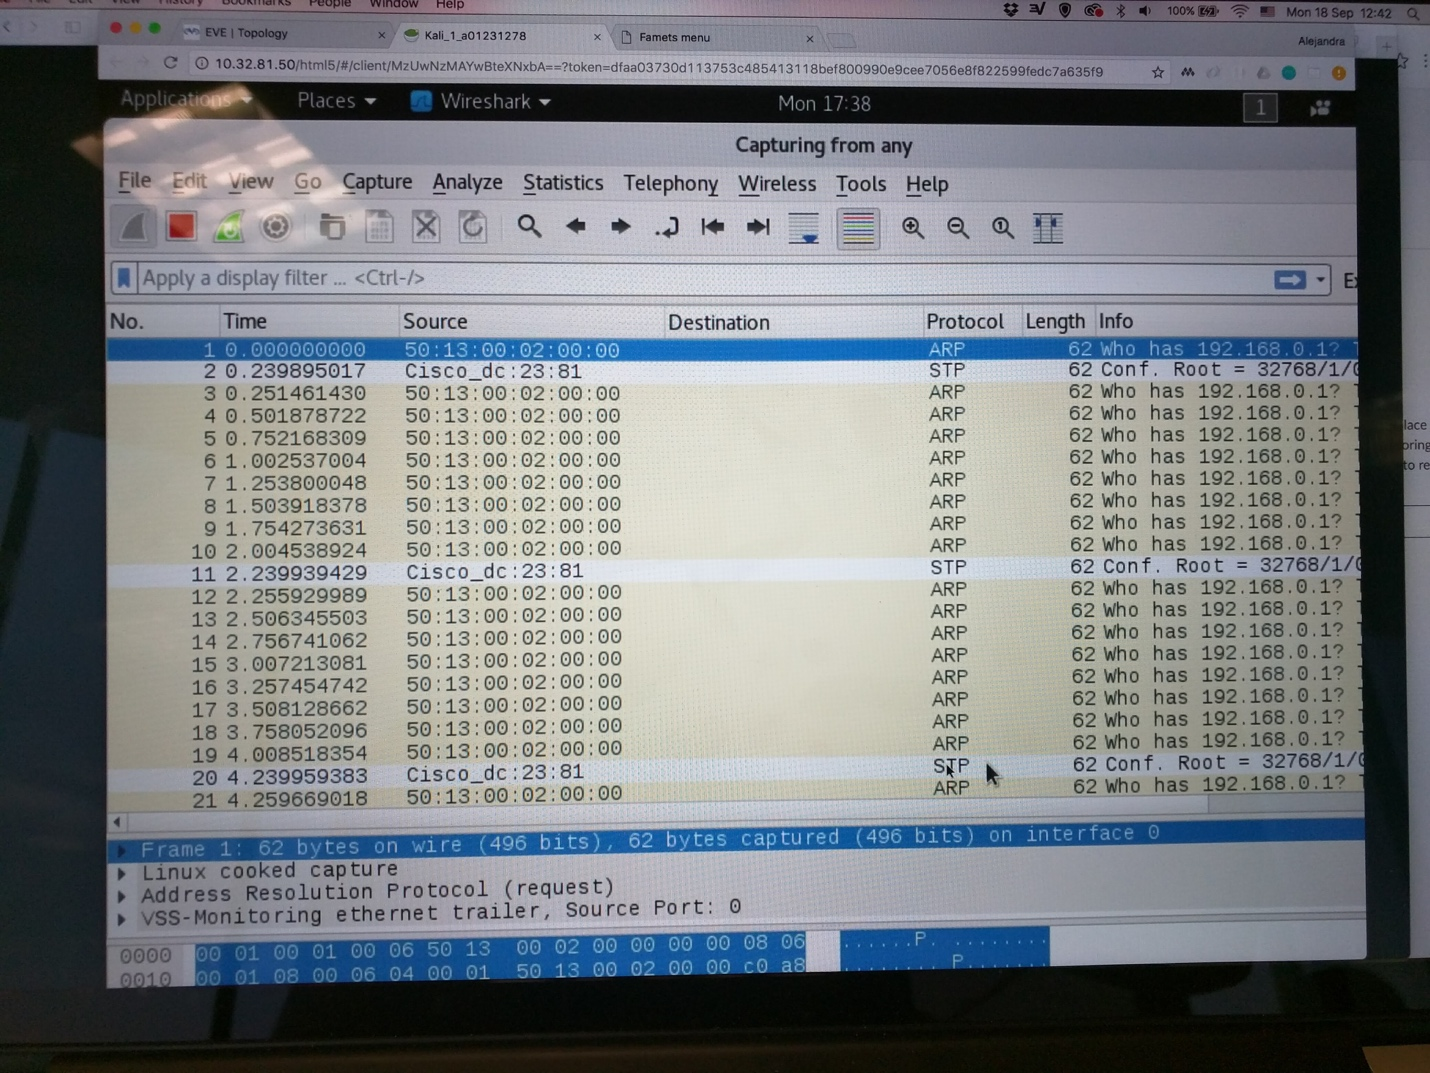 History Bookmarks People Window Help 100% Mon 18 Sep 12:42
EVE | Topology × Kali_1_a01231278 × Famets menu × Alejandra
10.32.81.50/html5/#/client/MzUwNzMAYwBteXNxbA==?token=dfaa03730d113753c485413118bef800990e9cee7056e8f822599fedc7a635f9
Applications Places Wireshark Mon 17:38 1
Capturing from any
File Edit View Go Capture Analyze Statistics Telephony Wireless Tools Help
Apply a display filter ... <Ctrl-/>
No. Time Source Destination Protocol Length Info
1 0.000000000 50:13:00:02:00:00 ARP 62 Who has 192.168.0.1?
2 0.239895017 Cisco_dc:23:81 STP 62 Conf. Root = 32768/1/0
3 0.251461430 50:13:00:02:00:00 ARP 62 Who has 192.168.0.1?
4 0.501878722 50:13:00:02:00:00 ARP 62 Who has 192.168.0.1?
5 0.752168309 50:13:00:02:00:00 ARP 62 Who has 192.168.0.1?
6 1.002537004 50:13:00:02:00:00 ARP 62 Who has 192.168.0.1?
7 1.253800048 50:13:00:02:00:00 ARP 62 Who has 192.168.0.1?
8 1.503918378 50:13:00:02:00:00 ARP 62 Who has 192.168.0.1?
9 1.754273631 50:13:00:02:00:00 ARP 62 Who has 192.168.0.1?
10 2.004538924 50:13:00:02:00:00 ARP 62 Who has 192.168.0.1?
11 2.239939429 Cisco_dc:23:81 STP 62 Conf. Root = 32768/1/0
12 2.255929989 50:13:00:02:00:00 ARP 62 Who has 192.168.0.1?
13 2.506345503 50:13:00:02:00:00 ARP 62 Who has 192.168.0.1?
14 2.756741062 50:13:00:02:00:00 ARP 62 Who has 192.168.0.1?
15 3.007213081 50:13:00:02:00:00 ARP 62 Who has 192.168.0.1?
16 3.257454742 50:13:00:02:00:00 ARP 62 Who has 192.168.0.1?
17 3.508128662 50:13:00:02:00:00 ARP 62 Who has 192.168.0.1?
18 3.758052096 50:13:00:02:00:00 ARP 62 Who has 192.168.0.1?
19 4.008518354 50:13:00:02:00:00 ARP 62 Who has 192.168.0.1?
20 4.239959383 Cisco_dc:23:81 STP 62 Conf. Root = 32768/1/0
21 4.259669018 50:13:00:02:00:00 ARP 62 Who has 192.168.0.1?
Frame 1: 62 bytes on wire (496 bits), 62 bytes captured (496 bits) on interface 0
Linux cooked capture
Address Resolution Protocol (request)
VSS-Monitoring ethernet trailer, Source Port: 0
0000 00 01 00 01 00 06 50 13 00 02 00 00 00 00 08 06 ......P. ........
0010 00 01 08 00 06 04 00 01 50 13 00 02 00 00 c0 a8 ........ P.......